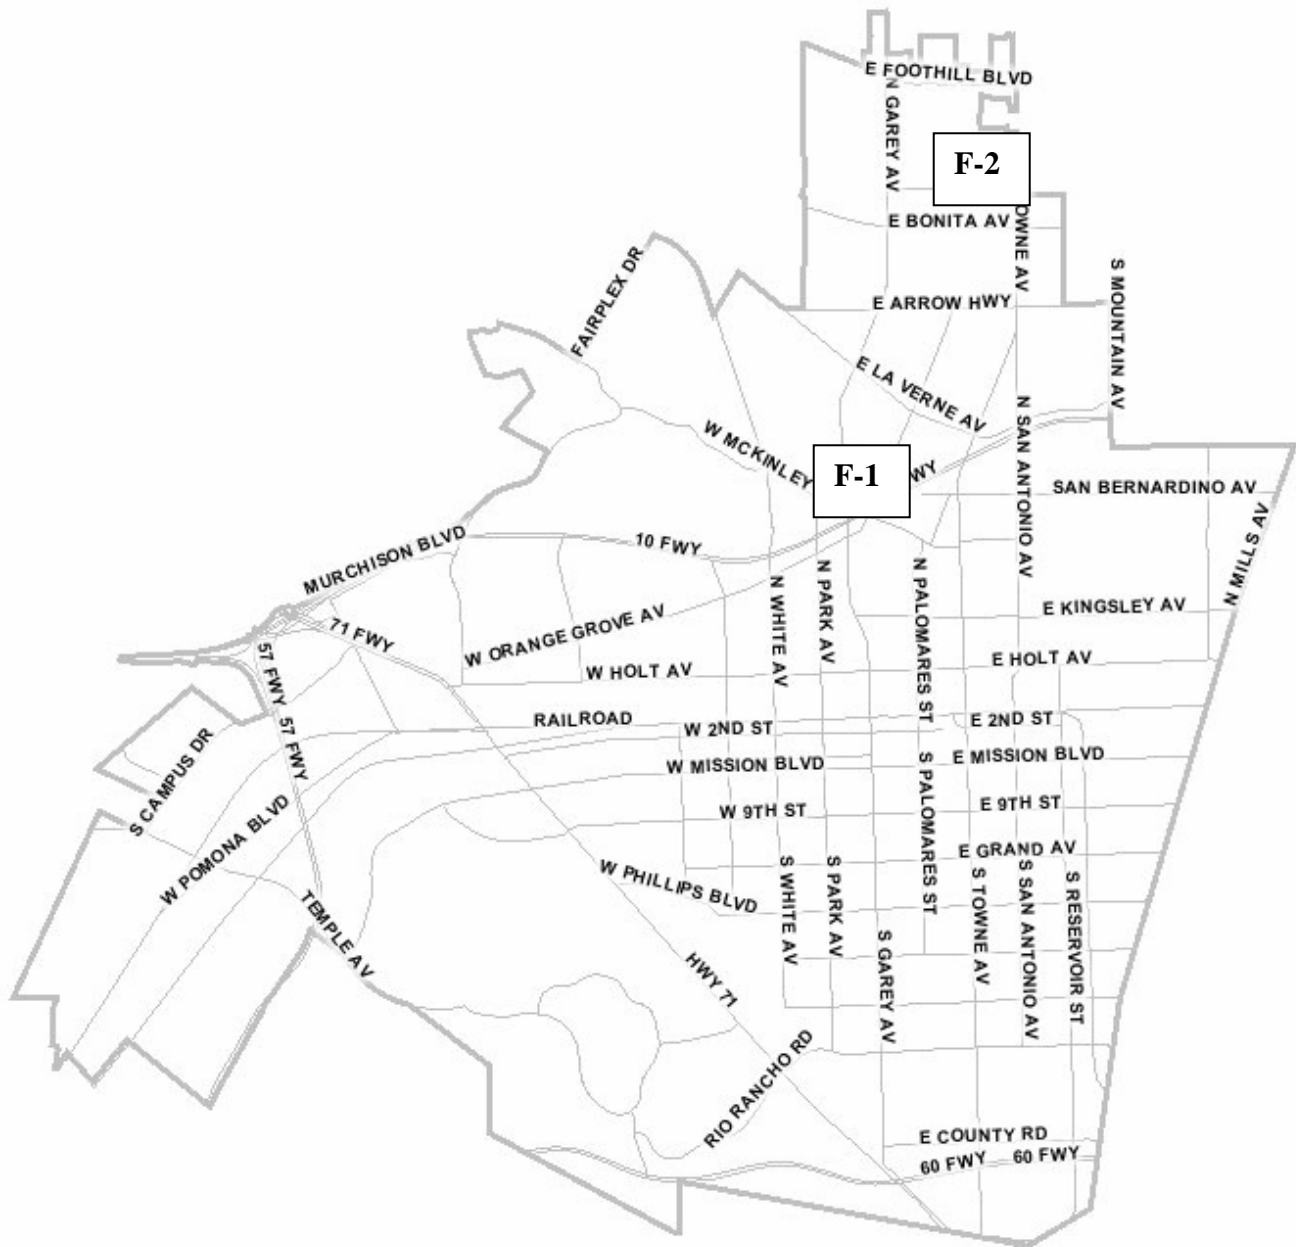 E FOOTHILL BLVD
N GAREY AV
F-2
E BONITA AV
OWNE AV
S MOUNTAIN AV
FAIRPLEX DR
E ARROW HWY
E LA VERNE AV
N SAN ANTONIO AV
W MCKINLEY
F-1
WY
SAN BERNARDINO AV
N MILLS AV
MURCHISON BLVD
10 FWY
N WHITE AV
N PARK AV
N PALOMARES ST
E KINGSLEY AV
71 FWY
W ORANGE GROVE AV
57 FWY
W HOLT AV
E HOLT AV
RAILROAD
W 2ND ST
E 2ND ST
57 FWY
S CAMPUS DR
W MISSION BLVD
E MISSION BLVD
S PALOMARES ST
W POMONA BLVD
W 9TH ST
E 9TH ST
E GRAND AV
W PHILLIPS BLVD
S WHITE AV
S PARK AV
S TOWNE AV
S SAN ANTONIO AV
S RESERVOIR ST
TEMPLE AV
S GAREY AV
HWY 71
RIO RANCHO RD
E COUNTY RD
60 FWY
60 FWY